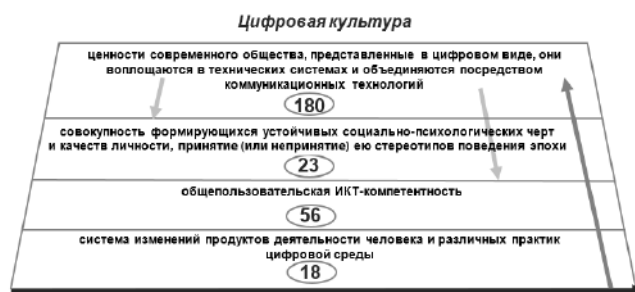 Цифровая культура
ценности современного общества, представленные в цифровом виде, они
воплощаются в технических системах и объединяются посредством
коммуникационных технологий
180
совокупность формирующихся устойчивых социально-психологических черт
и качеств личности, принятие (или непринятие) ею стереотипов поведения эпохи
23
общепользовательская ИКТ-компетентность
56
система изменений продуктов деятельности человека и различных практик
цифровой среды
18